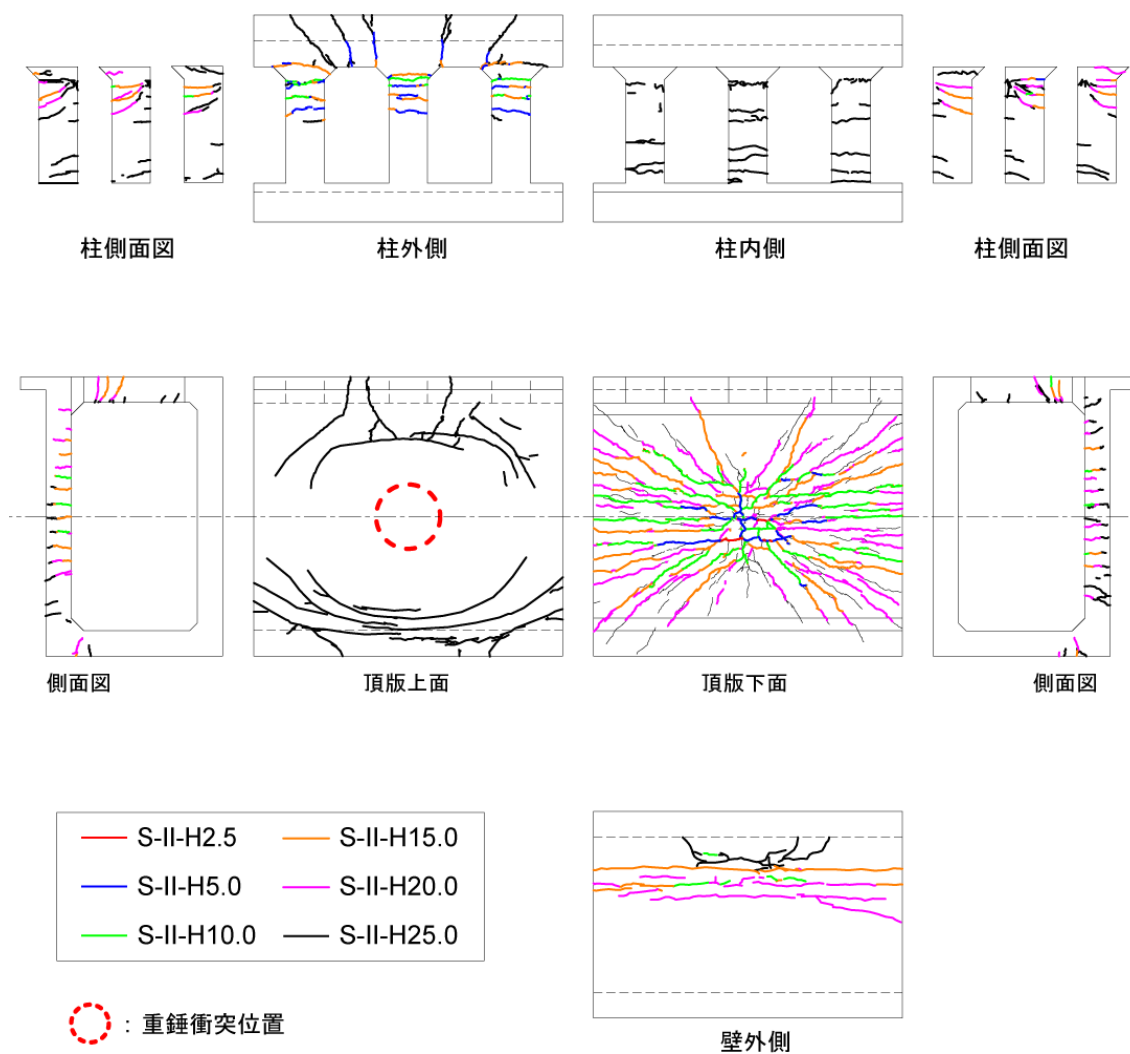 柱側面図
柱外側
柱内側
柱側面図
側面図
頂版上面
頂版下面
側面図
S-II-H2.5
S-II-H15.0
S-II-H5.0
S-II-H20.0
S-II-H10.0
S-II-H25.0
: 重錘衝突位置
壁外側